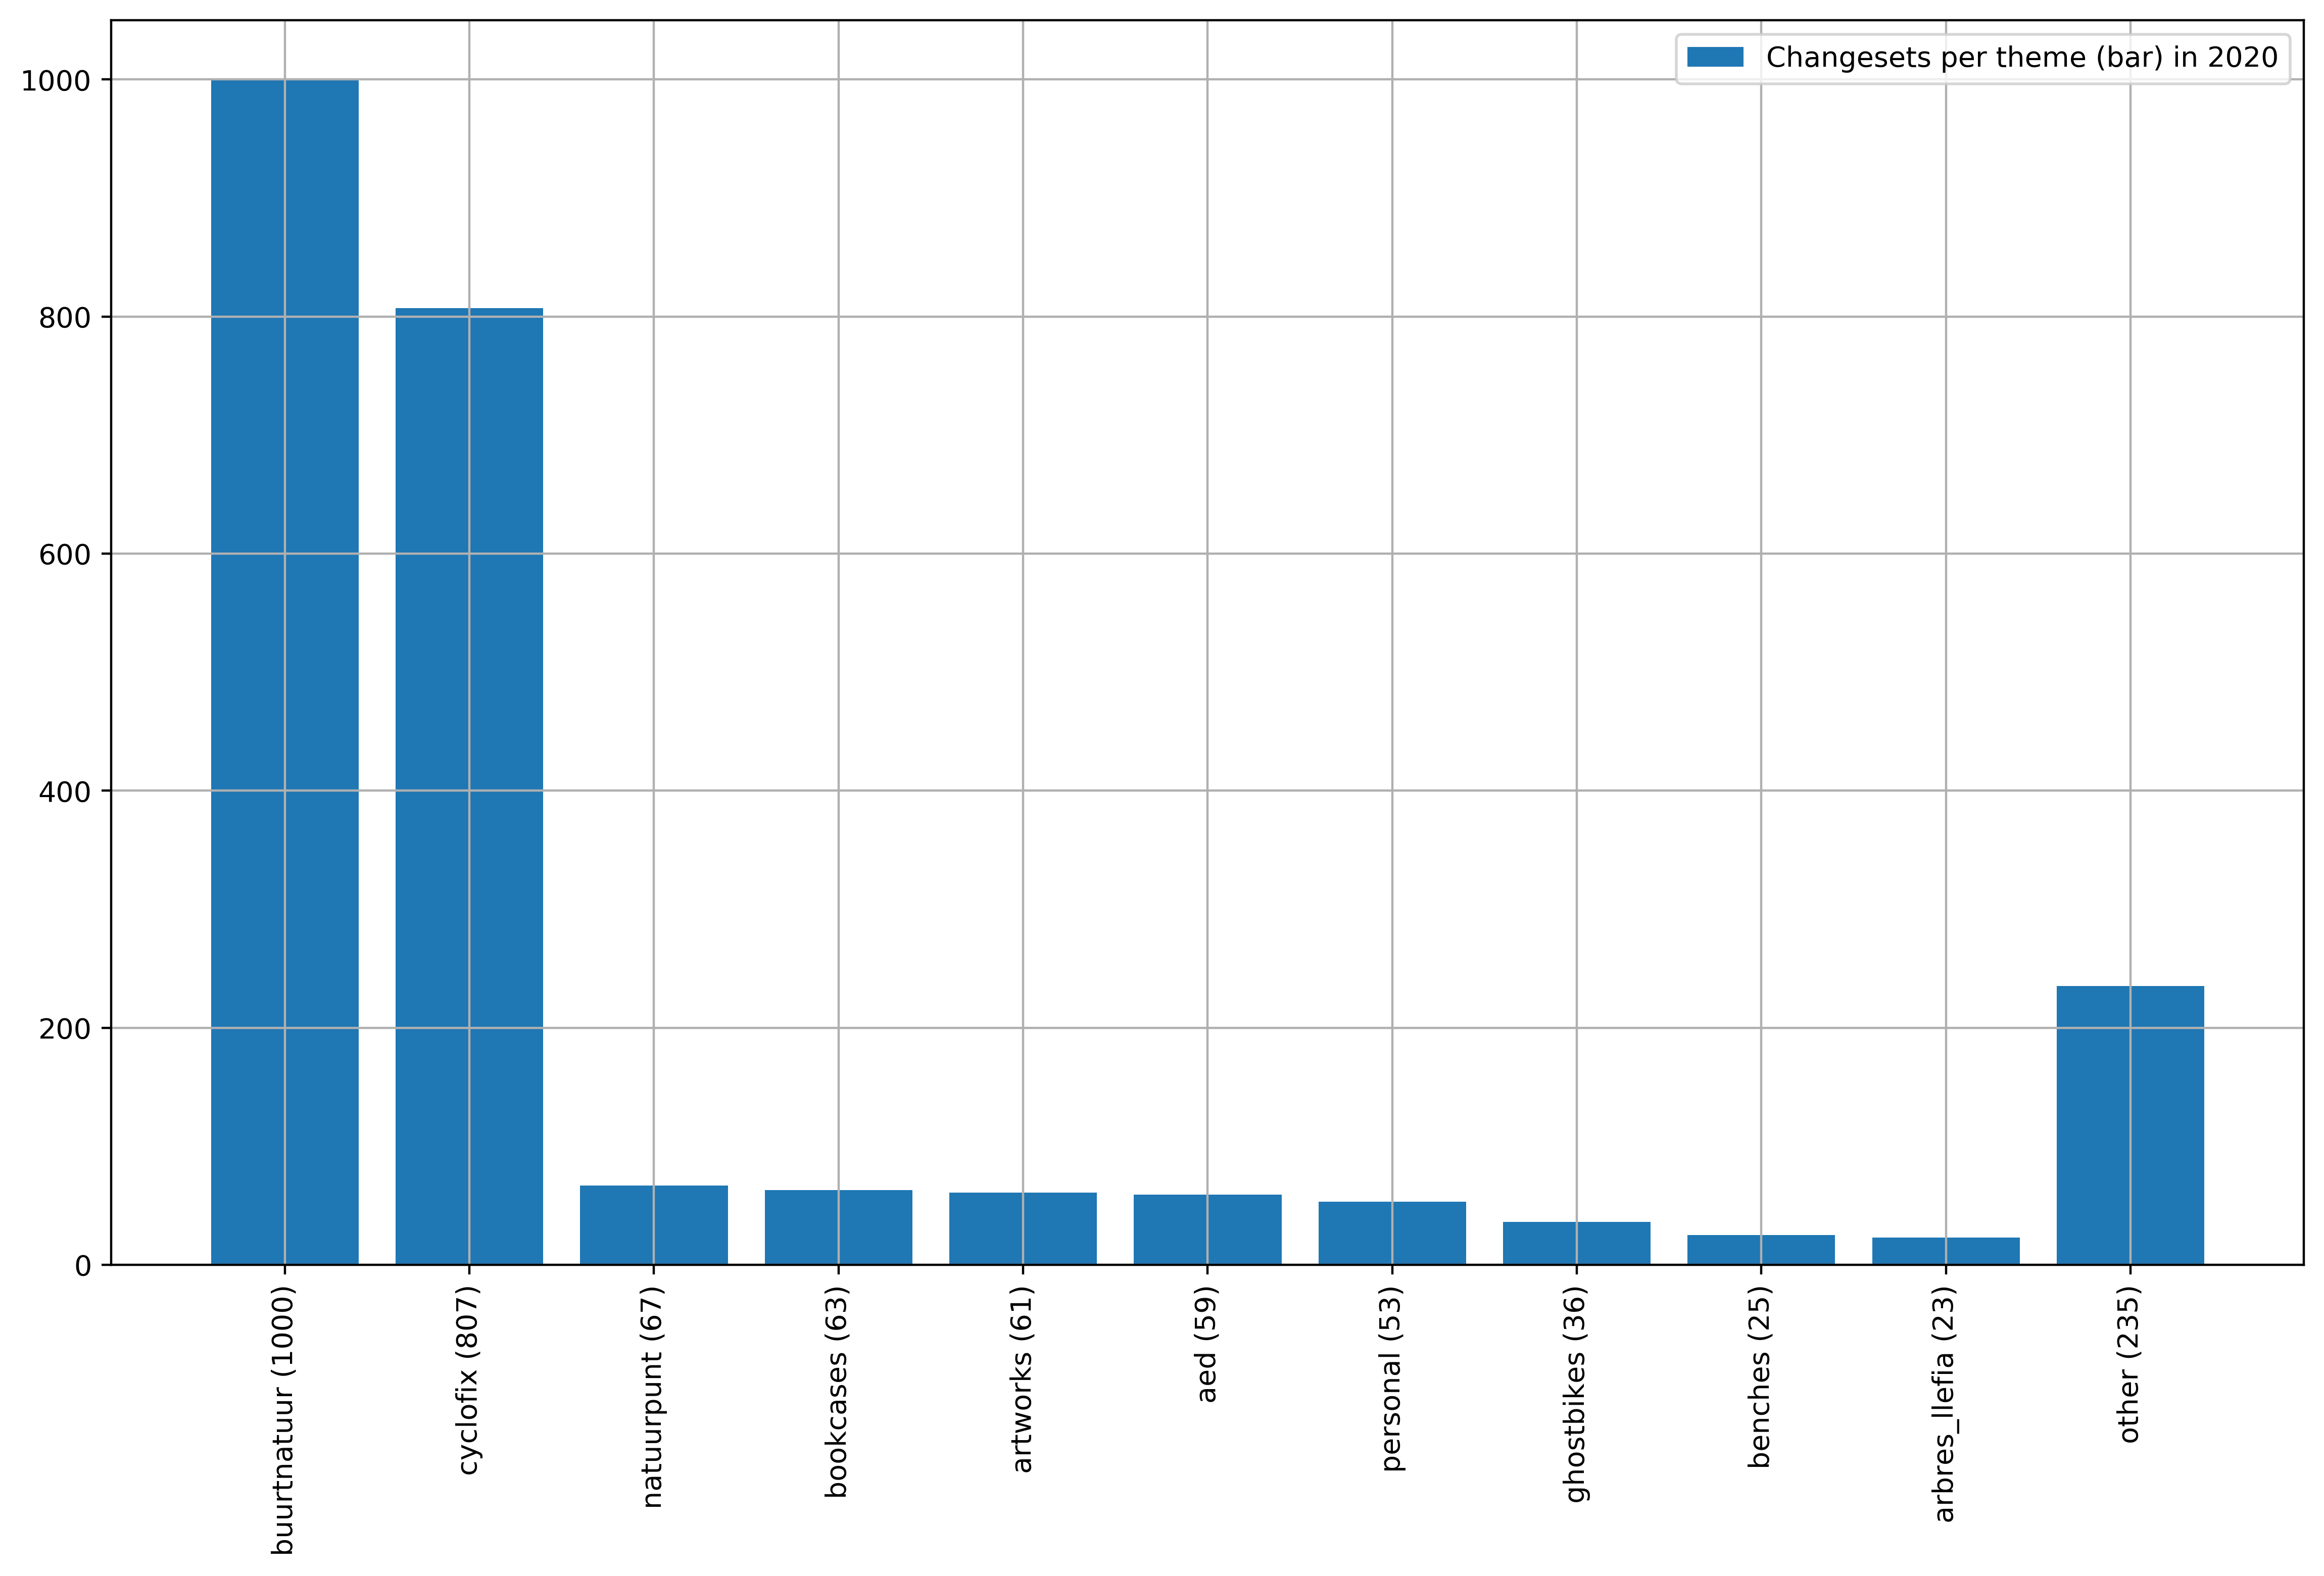 Changesets per theme (bar) in 2020
1000
800
600
400
200
0
buurtnatuur (1000)
cyclofix (807)
natuurpunt (67)
bookcases (63)
artworks (61)
aed (59)
personal (53)
ghostbikes (36)
benches (25)
arbres_llefia (23)
other (235)